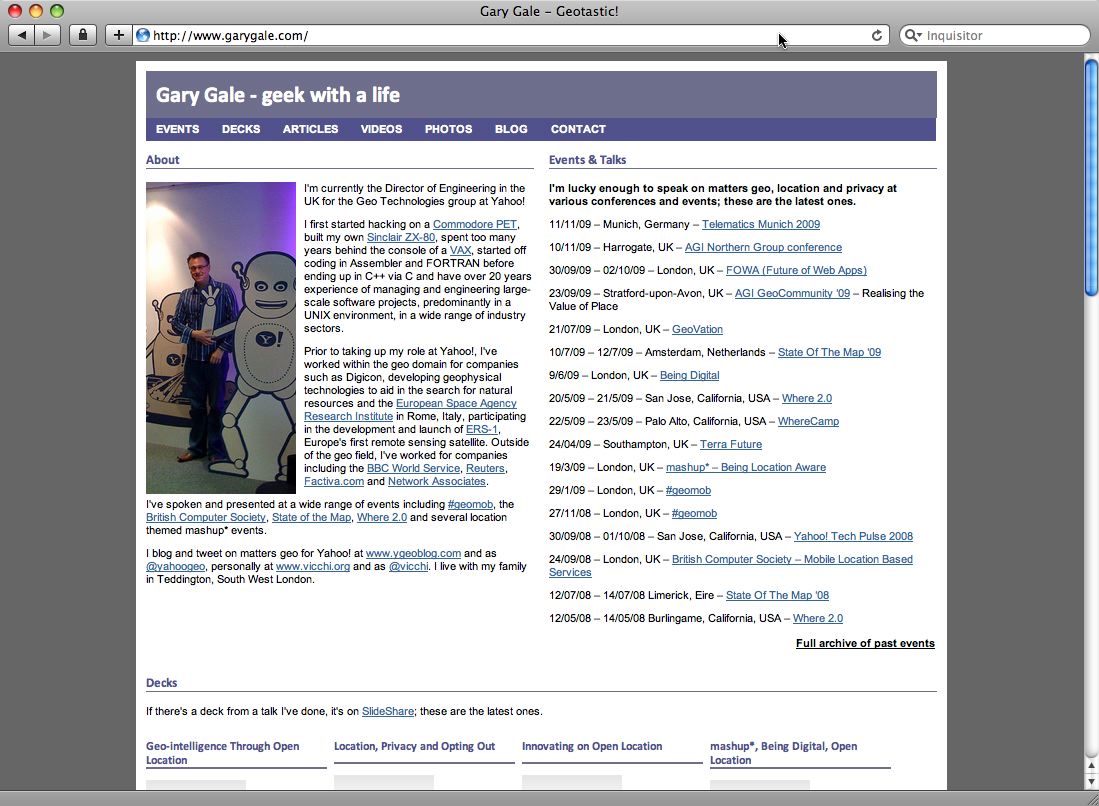 Gary Gale – Geotastic!
http://www.garygale.com/
Inquisitor
Gary Gale - geek with a life
EVENTS DECKS ARTICLES VIDEOS PHOTOS BLOG CONTACT
About
Y!
Y!
I'm currently the Director of Engineering in the
UK for the Geo Technologies group at Yahoo!
I first started hacking on a Commodore PET,
built my own Sinclair ZX-80, spent too many
years behind the console of a VAX, started off
coding in Assembler and FORTRAN before
ending up in C++ via C and have over 20 years
experience of managing and engineering large-
scale software projects, predominantly in a
UNIX environment, in a wide range of industry
sectors.
Prior to taking up my role at Yahoo!, I've
worked within the geo domain for companies
such as Digicon, developing geophysical
technologies to aid in the search for natural
resources and the European Space Agency
Research Institute in Rome, Italy, participating
in the development and launch of ERS-1,
Europe's first remote sensing satellite. Outside
of the geo field, I've worked for companies
including the BBC World Service, Reuters,
Factiva.com and Network Associates.
I've spoken and presented at a wide range of events including #geomob, the
British Computer Society, State of the Map, Where 2.0 and several location
themed mashup* events.
I blog and tweet on matters geo for Yahoo! at www.ygeoblog.com and as
@yahoogeo, personally at www.vicchi.org and as @vicchi. I live with my family
in Teddington, South West London.
Events & Talks
I'm lucky enough to speak on matters geo, location and privacy at
various conferences and events; these are the latest ones.
11/11/09 – Munich, Germany – Telematics Munich 2009
10/11/09 – Harrogate, UK – AGI Northern Group conference
30/09/09 – 02/10/09 – London, UK – FOWA (Future of Web Apps)
23/09/09 – Stratford-upon-Avon, UK – AGI GeoCommunity '09 – Realising the
Value of Place
21/07/09 – London, UK – GeoVation
10/7/09 – 12/7/09 – Amsterdam, Netherlands – State Of The Map '09
9/6/09 – London, UK – Being Digital
20/5/09 – 21/5/09 – San Jose, California, USA – Where 2.0
22/5/09 – 23/5/09 – Palo Alto, California, USA – WhereCamp
24/04/09 – Southampton, UK – Terra Future
19/3/09 – London, UK – mashup* – Being Location Aware
29/1/09 – London, UK – #geomob
27/11/08 – London, UK – #geomob
30/09/08 – 01/10/08 – San Jose, California, USA – Yahoo! Tech Pulse 2008
24/09/08 – London, UK – British Computer Society – Mobile Location Based
Services
12/07/08 – 14/07/08 Limerick, Eire – State Of The Map '08
12/05/08 – 14/05/08 Burlingame, California, USA – Where 2.0
Full archive of past events
Decks
If there's a deck from a talk I've done, it's on SlideShare; these are the latest ones.
Geo-intelligence Through Open
Location
Location, Privacy and Opting Out
Innovating on Open Location
mashup*, Being Digital, Open
Location